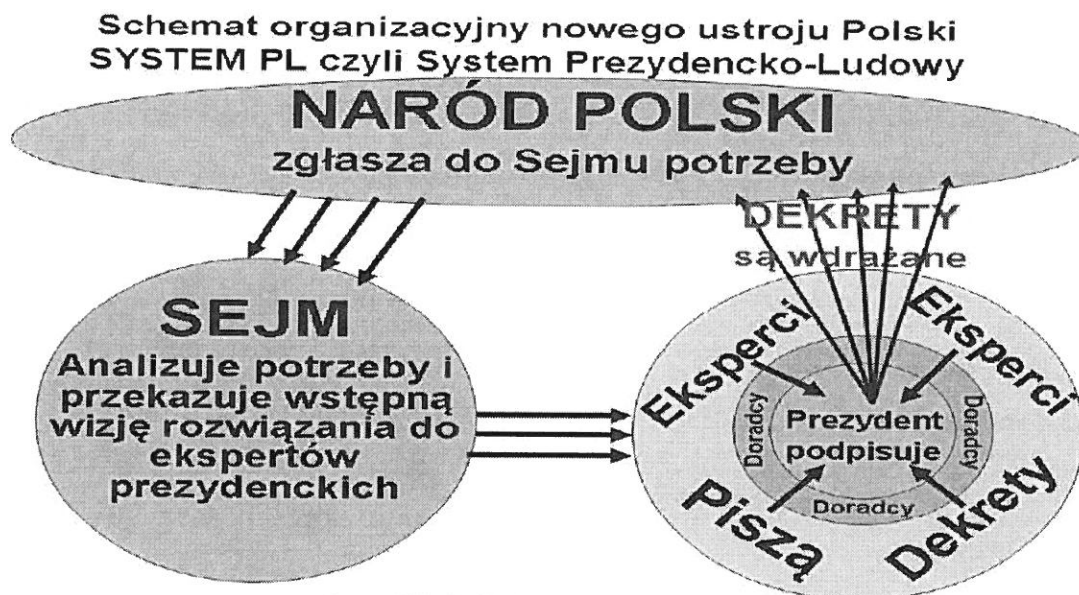 Schemat organizacyjny nowego ustroju Polski
SYSTEM PL czyli System Prezydencko-Ludowy
NARÓD POLSKI
zgłasza do Sejmu potrzeby
DEKRETY
są wdrażane
SEJM
Analizuje potrzeby i
przekazuje wstępną
wizję rozwiązania do
ekspertów
prezydenckich
Eksperci
Eksperci
Doradcy
Prezydent
podpisuje
Doradcy
Doradcy
Piszą
Dekrety